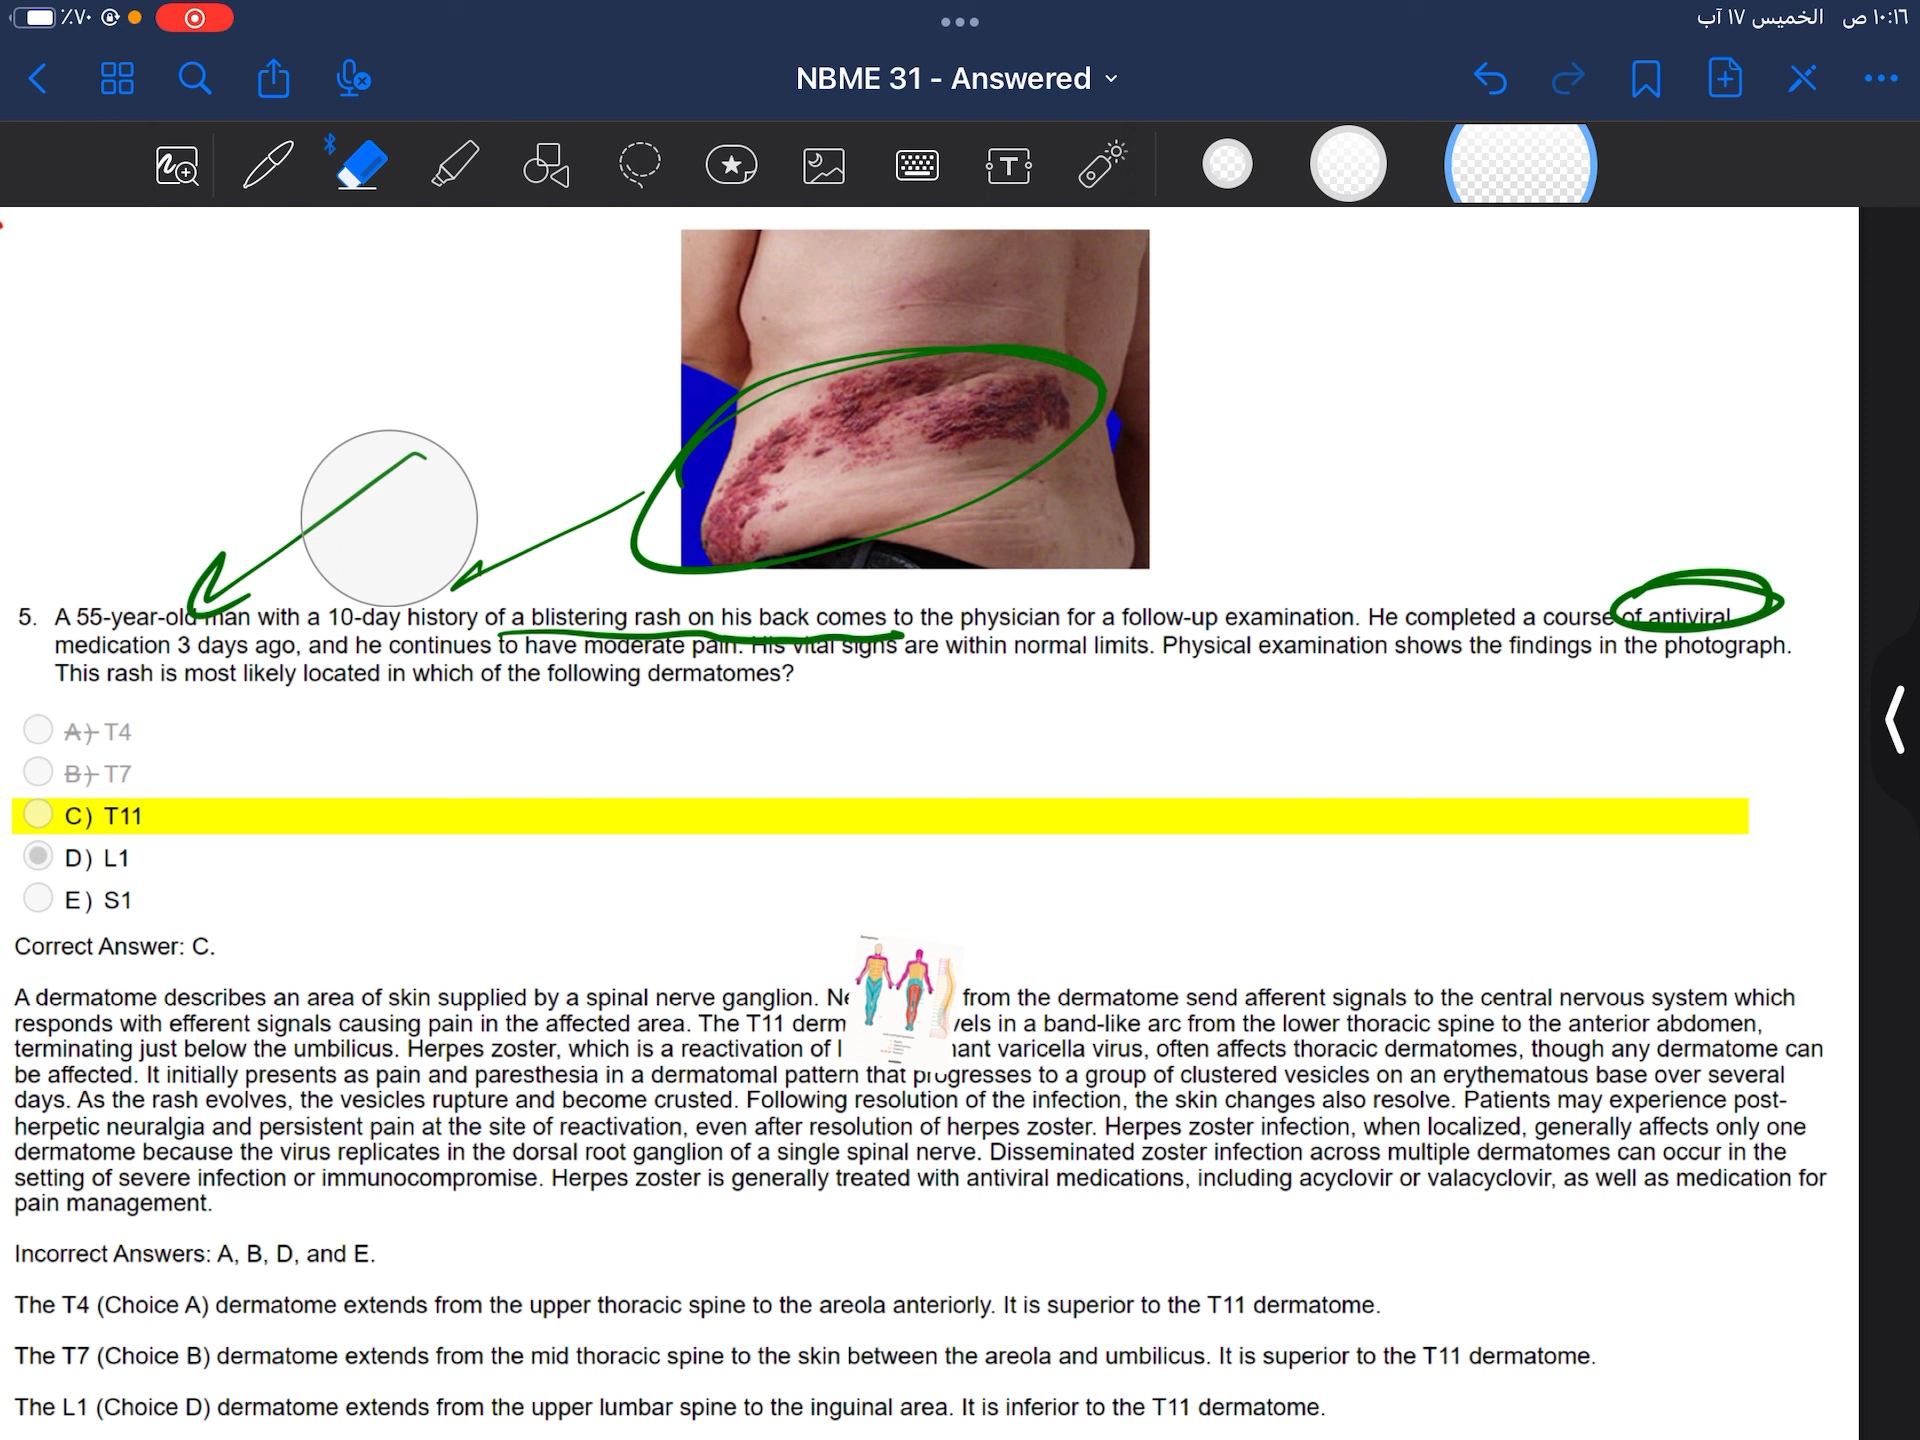 ٪٧٠
١٠:١٦ ص الخميس ١٧ آب
NBME 31 - Answered
T
5. A 55-year-old man with a 10-day history of a blistering rash on his back comes to the physician for a follow-up examination. He completed a course of antiviral
medication 3 days ago, and he continues to have moderate pain. His vital signs are within normal limits. Physical examination shows the findings in the photograph.
This rash is most likely located in which of the following dermatomes?
A) T4
B) T7
C) T11
D) L1
E) S1
Correct Answer: C.
A dermatome describes an area of skin supplied by a spinal nerve ganglion. Ne from the dermatome send afferent signals to the central nervous system which
responds with efferent signals causing pain in the affected area. The T11 derm vels in a band-like arc from the lower thoracic spine to the anterior abdomen,
terminating just below the umbilicus. Herpes zoster, which is a reactivation of l nant varicella virus, often affects thoracic dermatomes, though any dermatome can
be affected. It initially presents as pain and paresthesia in a dermatomal pattern that progresses to a group of clustered vesicles on an erythematous base over several
days. As the rash evolves, the vesicles rupture and become crusted. Following resolution of the infection, the skin changes also resolve. Patients may experience post-
herpetic neuralgia and persistent pain at the site of reactivation, even after resolution of herpes zoster. Herpes zoster infection, when localized, generally affects only one
dermatome because the virus replicates in the dorsal root ganglion of a single spinal nerve. Disseminated zoster infection across multiple dermatomes can occur in the
setting of severe infection or immunocompromise. Herpes zoster is generally treated with antiviral medications, including acyclovir or valacyclovir, as well as medication for
pain management.
Incorrect Answers: A, B, D, and E.
The T4 (Choice A) dermatome extends from the upper thoracic spine to the areola anteriorly. It is superior to the T11 dermatome.
The T7 (Choice B) dermatome extends from the mid thoracic spine to the skin between the areola and umbilicus. It is superior to the T11 dermatome.
The L1 (Choice D) dermatome extends from the upper lumbar spine to the inguinal area. It is inferior to the T11 dermatome.